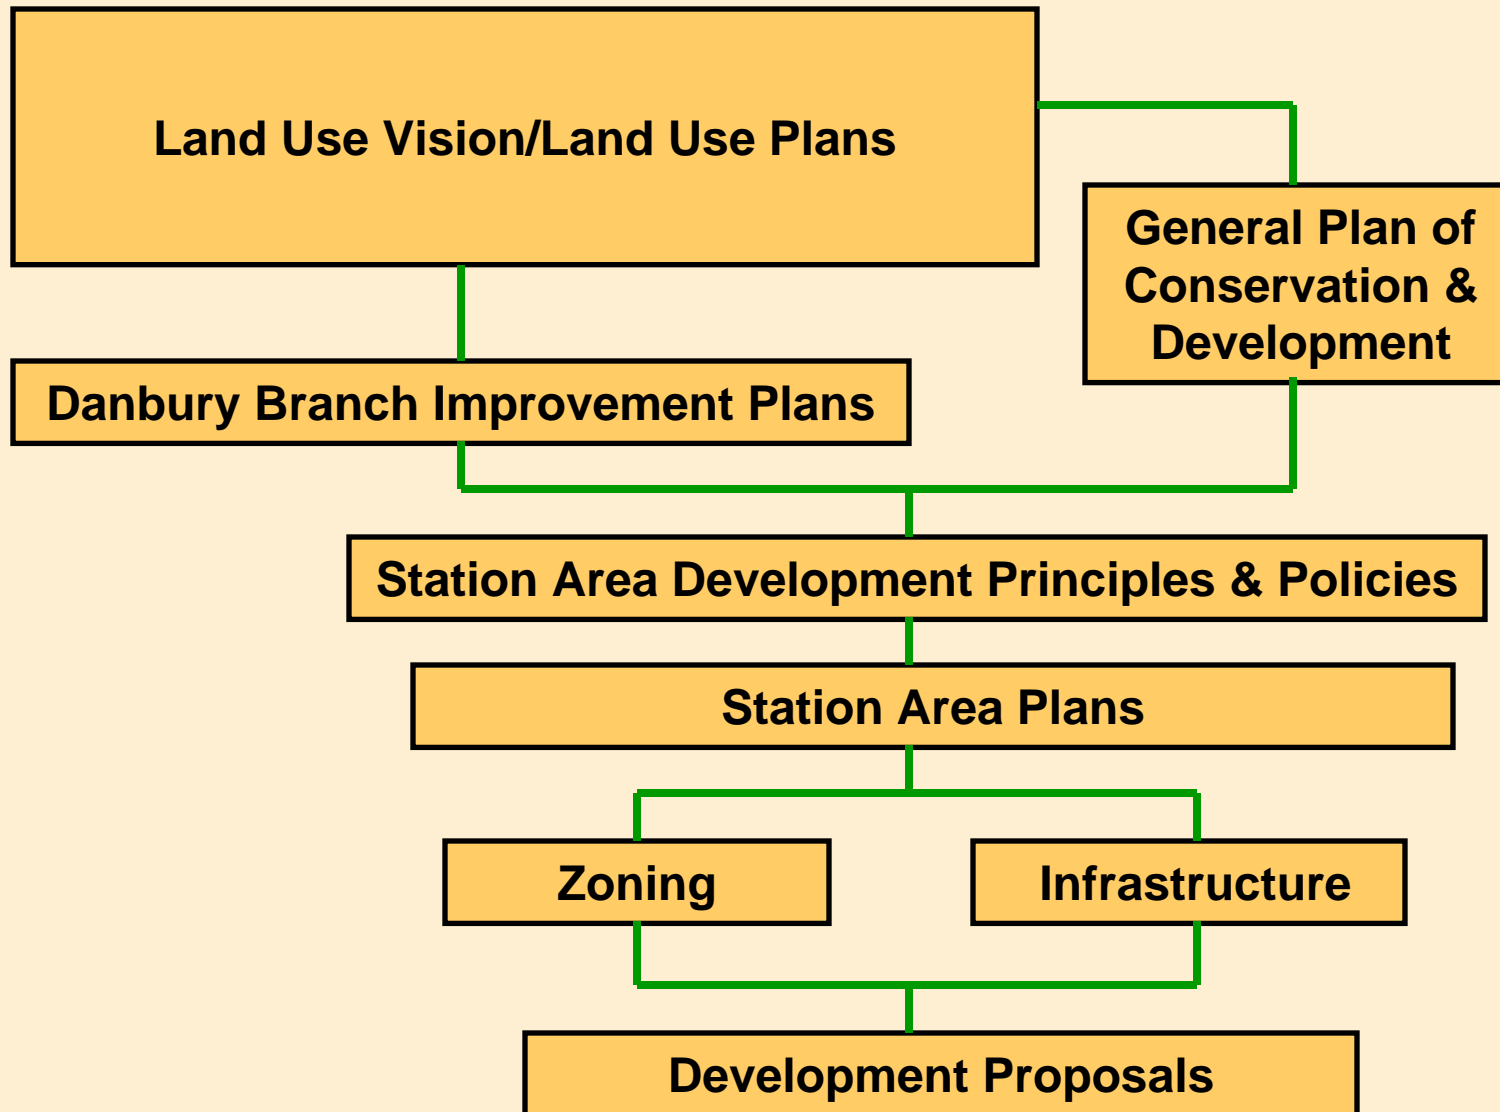 Land Use Vision/Land Use Plans
General Plan of
Conservation &
Development
Danbury Branch Improvement Plans
Station Area Development Principles & Policies
Station Area Plans
Zoning
Infrastructure
Development Proposals